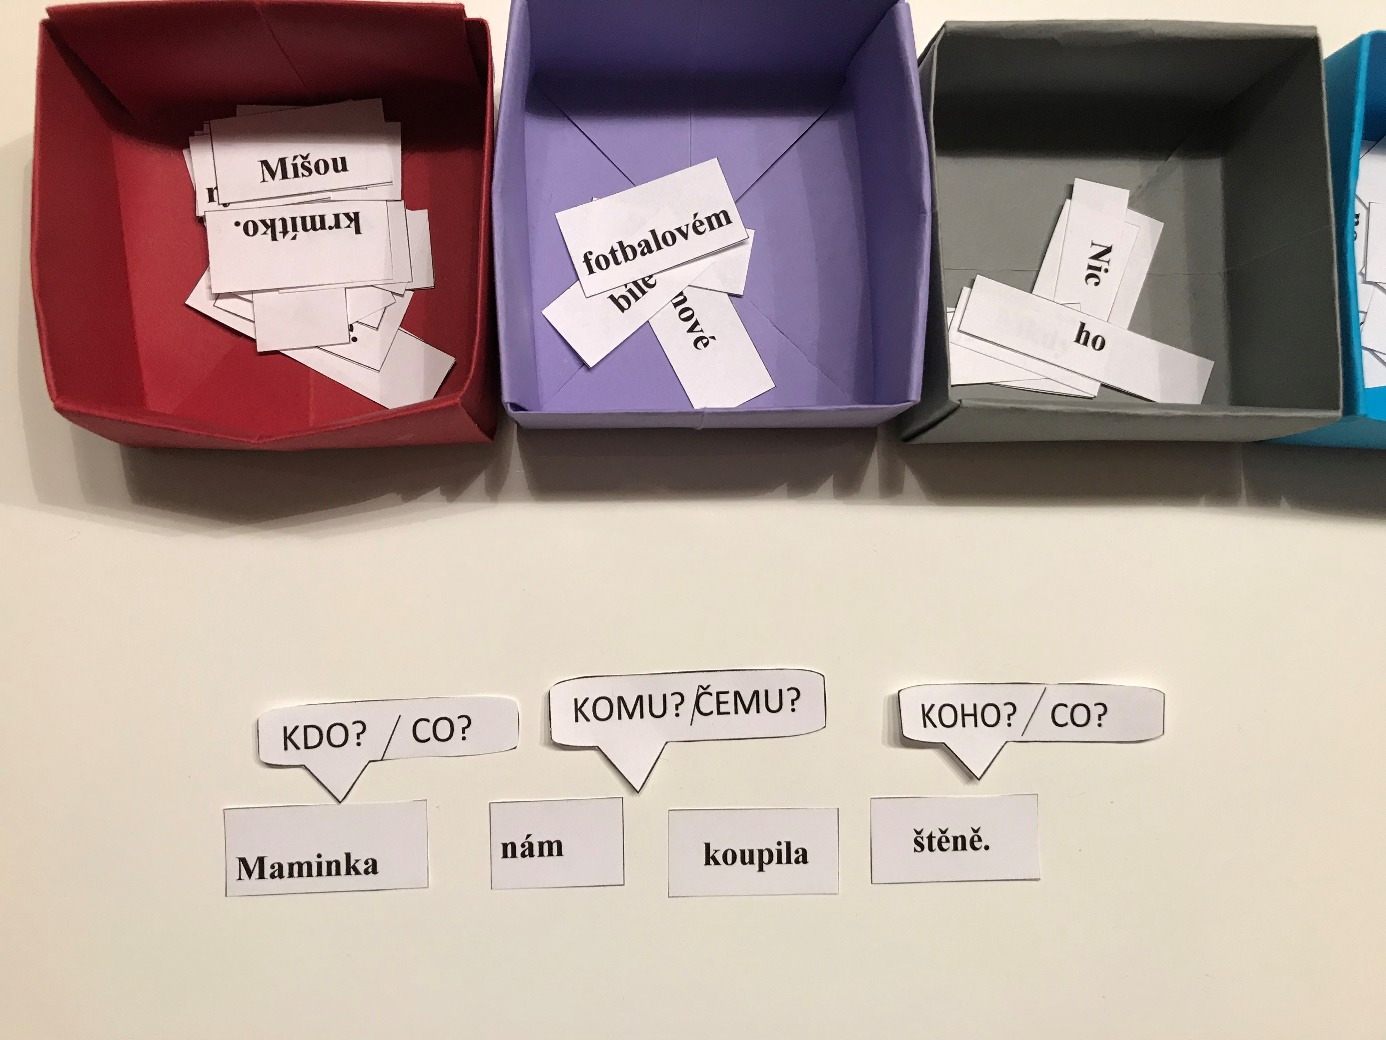 Míšou
krmítko.
fotbalovém
bílé
nové
Nic
ho
KDO? / CO?
KOMU?/ČEMU?
KOHO? / CO?
Maminka nám koupila štěně.